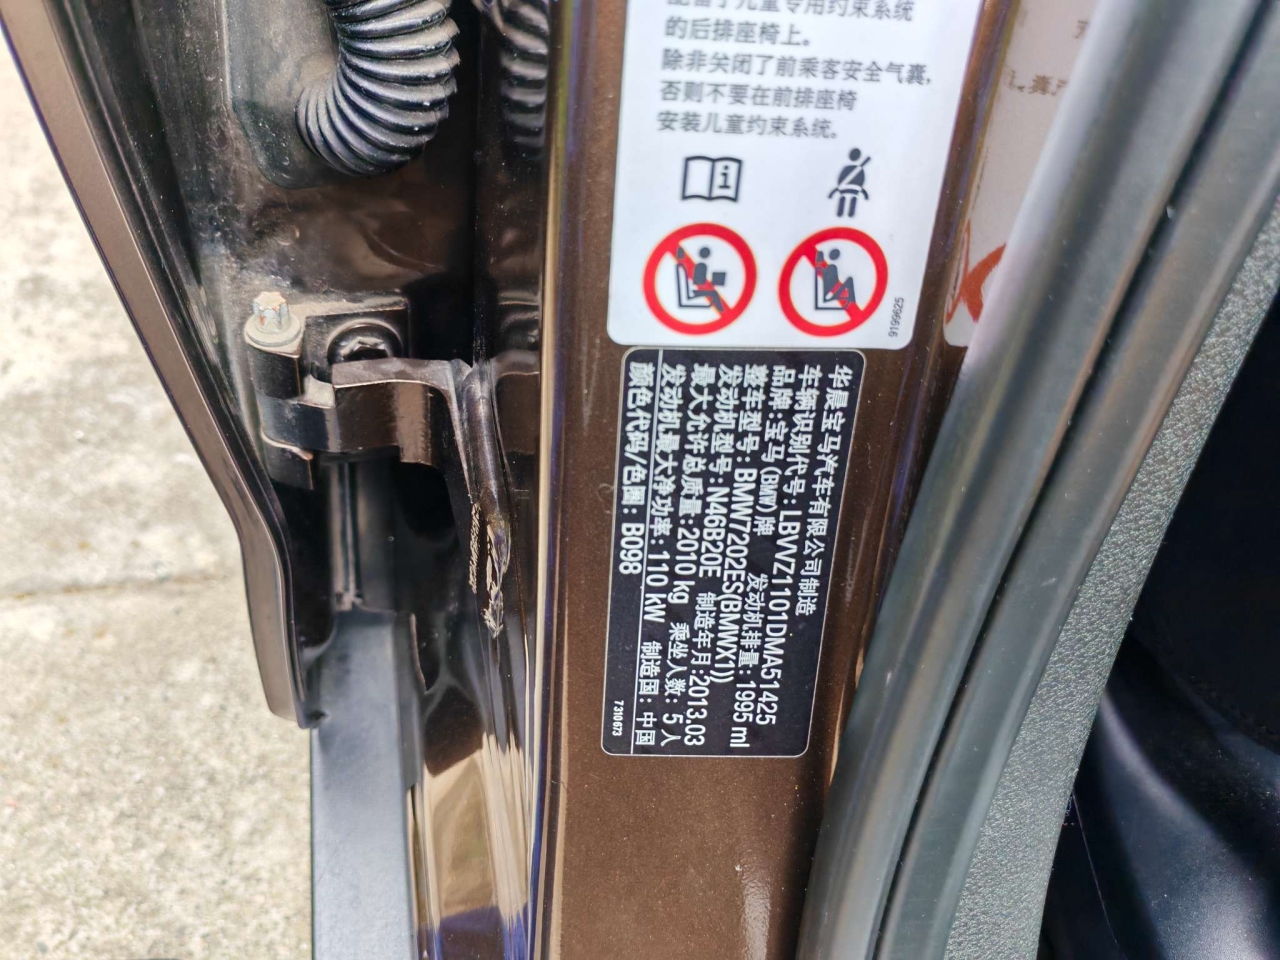 的后排座椅上。
除非关闭了前乘客安全气囊,
否则不要在前排座椅
安装儿童约束系统。
9199625
华晨宝马汽车有限公司制造
车辆识别代号:LBVVZ1101DMA51425
品牌:宝马(BMW)牌 发动机排量:1995 ml
整车型号:BMW7202ES(BMWX1))
发动机型号:N46B20E 制造年月:2013.03
最大允许总质量:2010 kg 乘坐人数: 5人
发动机最大净功率:110 kW 制造国:中国
颜色代码/色圈: B098
7310673